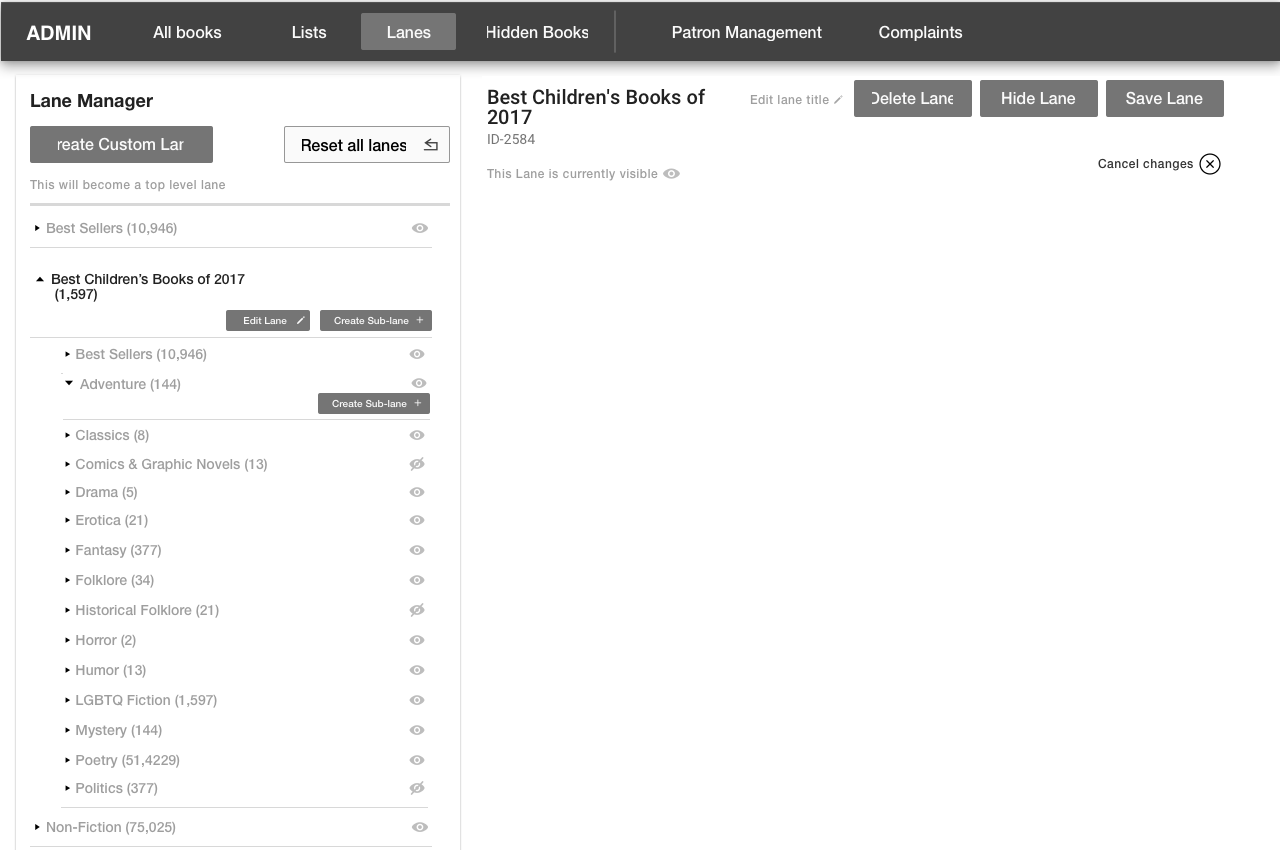 ADMIN All books Lists Lanes Hidden Books Patron Management Complaints
Lane Manager
reate Custom Lar
Reset all lanes
This will become a top level lane
Best Sellers (10,946)
Best Children's Books of 2017
(1,597)
Edit Lane
Create Sub-lane +
Best Sellers (10,946)
Adventure (144)
Create Sub-lane +
Classics (8)
Comics & Graphic Novels (13)
Drama (5)
Erotica (21)
Fantasy (377)
Folklore (34)
Historical Folklore (21)
Horror (2)
Humor (13)
LGBTQ Fiction (1,597)
Mystery (144)
Poetry (51,4229)
Politics (377)
Non-Fiction (75,025)
Best Children's Books of
2017
ID-2584
This Lane is currently visible
Edit lane title
Delete Lane
Hide Lane
Save Lane
Cancel changes